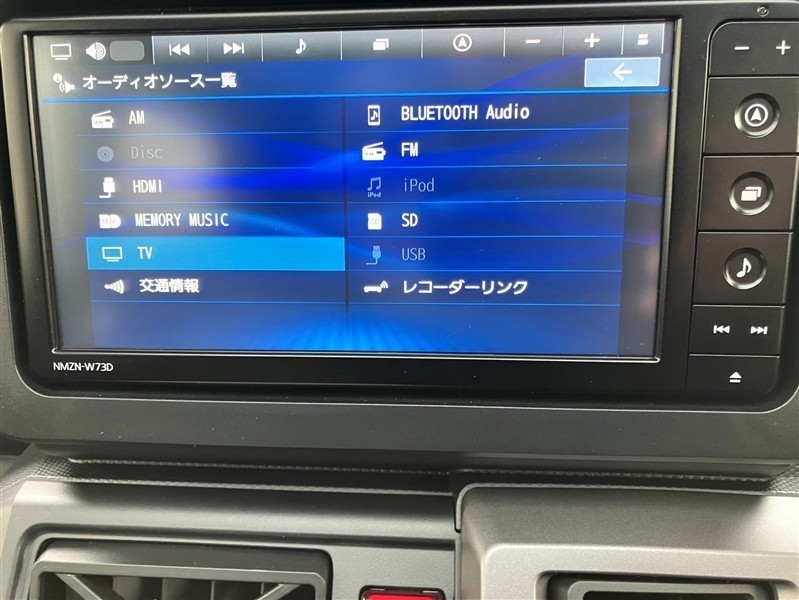 オーディオソース一覧
AM
BLUETOOTH Audio
Disc
FM
HDMI
iPod
MEMORY MUSIC
SD
TV
USB
交通情報
レコーダーリンク
NMZN-W73D